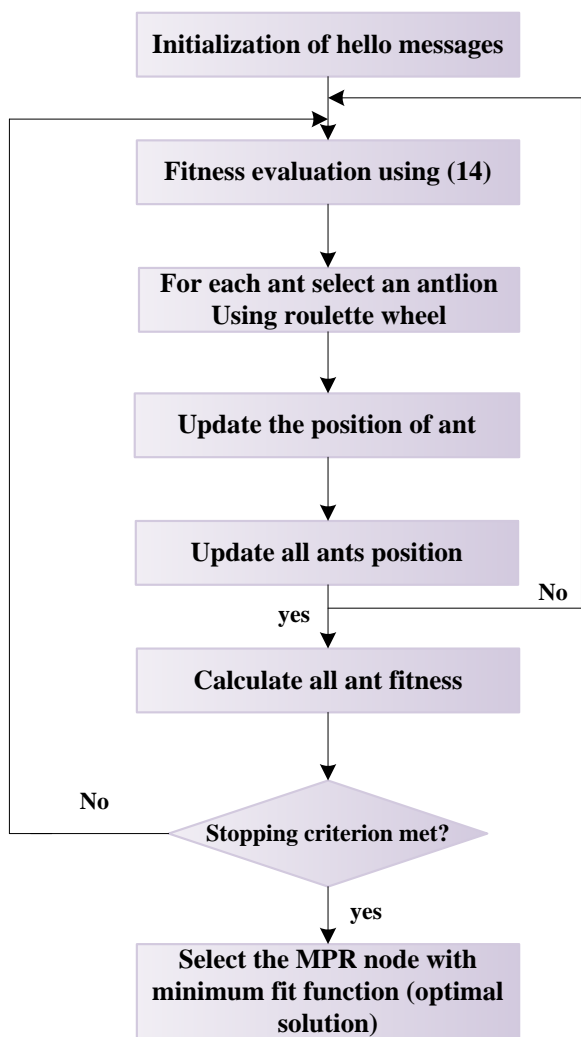 Initialization of hello messages
Fitness evaluation using (14)
For each ant select an antlion
Using roulette wheel
Update the position of ant
Update all ants position
No
yes
Calculate all ant fitness
No
Stopping criterion met?
yes
Select the MPR node with
minimum fit function (optimal
solution)